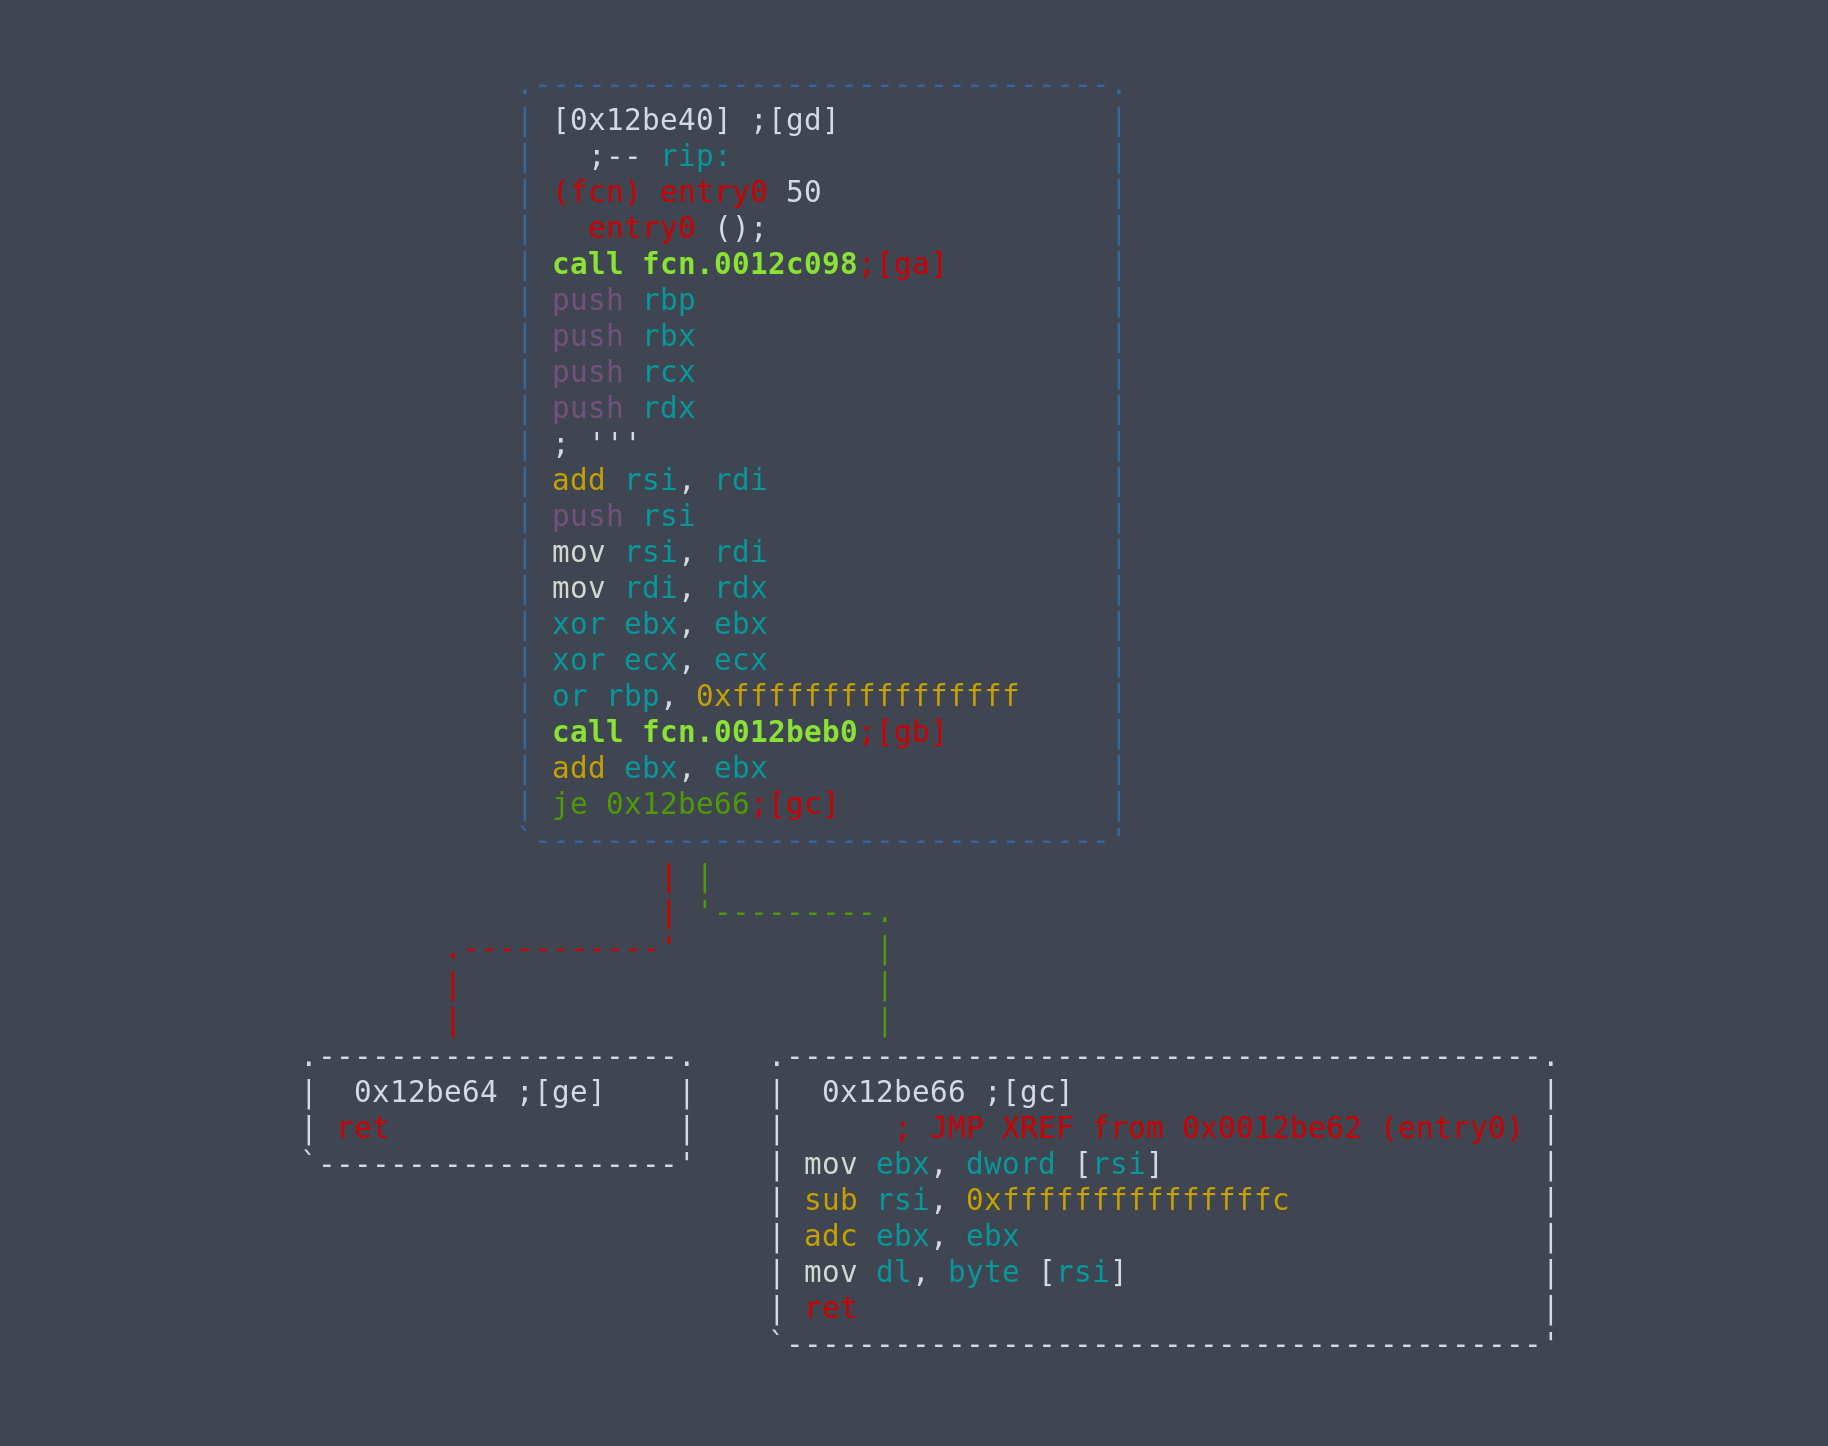 [0x12be40] ;[gd]
;-- rip:
(fcn) entry0 50
entry0 ();
call fcn.0012c098;[ga]
push rbp
push rbx
push rcx
push rdx
; '''
add rsi, rdi
push rsi
mov rsi, rdi
mov rdi, rdx
xor ebx, ebx
xor ecx, ecx
or rbp, 0xffffffffffffffff
call fcn.0012beb0;[gb]
add ebx, ebx
je 0x12be66;[gc]
0x12be64 ;[ge]
ret
0x12be66 ;[gc]
; JMP XREF from 0x0012be62 (entry0)
mov ebx, dword [rsi]
sub rsi, 0xfffffffffffffffc
adc ebx, ebx
mov dl, byte [rsi]
ret